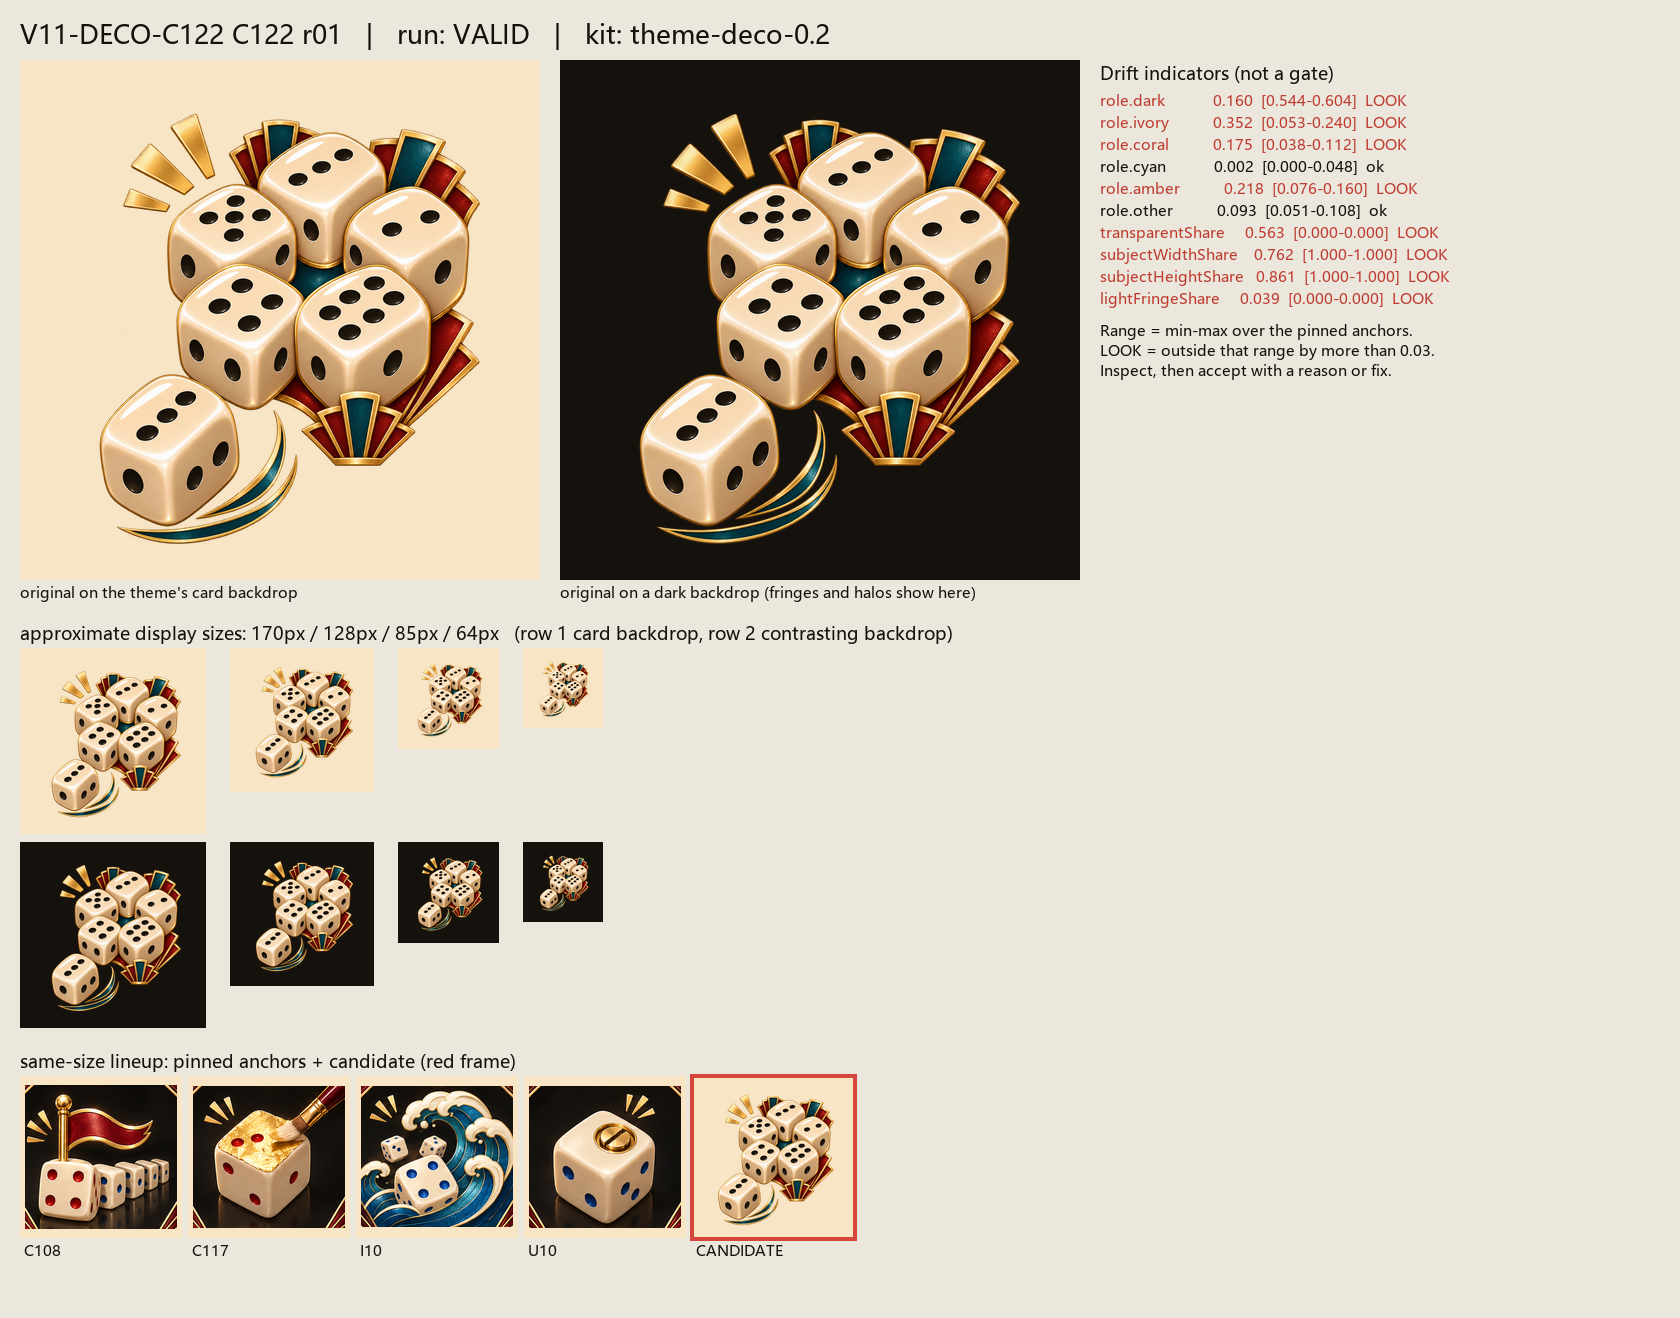 V11-DECO-C122 C122 r01   |   run: VALID   |   kit: theme-deco-0.2
Drift indicators (not a gate)
role.dark 0.160 [0.544-0.604] LOOK
role.ivory 0.352 [0.053-0.240] LOOK
role.coral 0.175 [0.038-0.112] LOOK
role.cyan 0.002 [0.000-0.048] ok
role.amber 0.218 [0.076-0.160] LOOK
role.other 0.093 [0.051-0.108] ok
transparentShare 0.563 [0.000-0.000] LOOK
subjectWidthShare 0.762 [1.000-1.000] LOOK
subjectHeightShare 0.861 [1.000-1.000] LOOK
lightFringeShare 0.039 [0.000-0.000] LOOK
Range = min-max over the pinned anchors.
LOOK = outside that range by more than 0.03.
Inspect, then accept with a reason or fix.
original on the theme's card backdrop
original on a dark backdrop (fringes and halos show here)
approximate display sizes: 170px / 128px / 85px / 64px   (row 1 card backdrop, row 2 contrasting backdrop)
same-size lineup: pinned anchors + candidate (red frame)
C108
C117
I10
U10
CANDIDATE